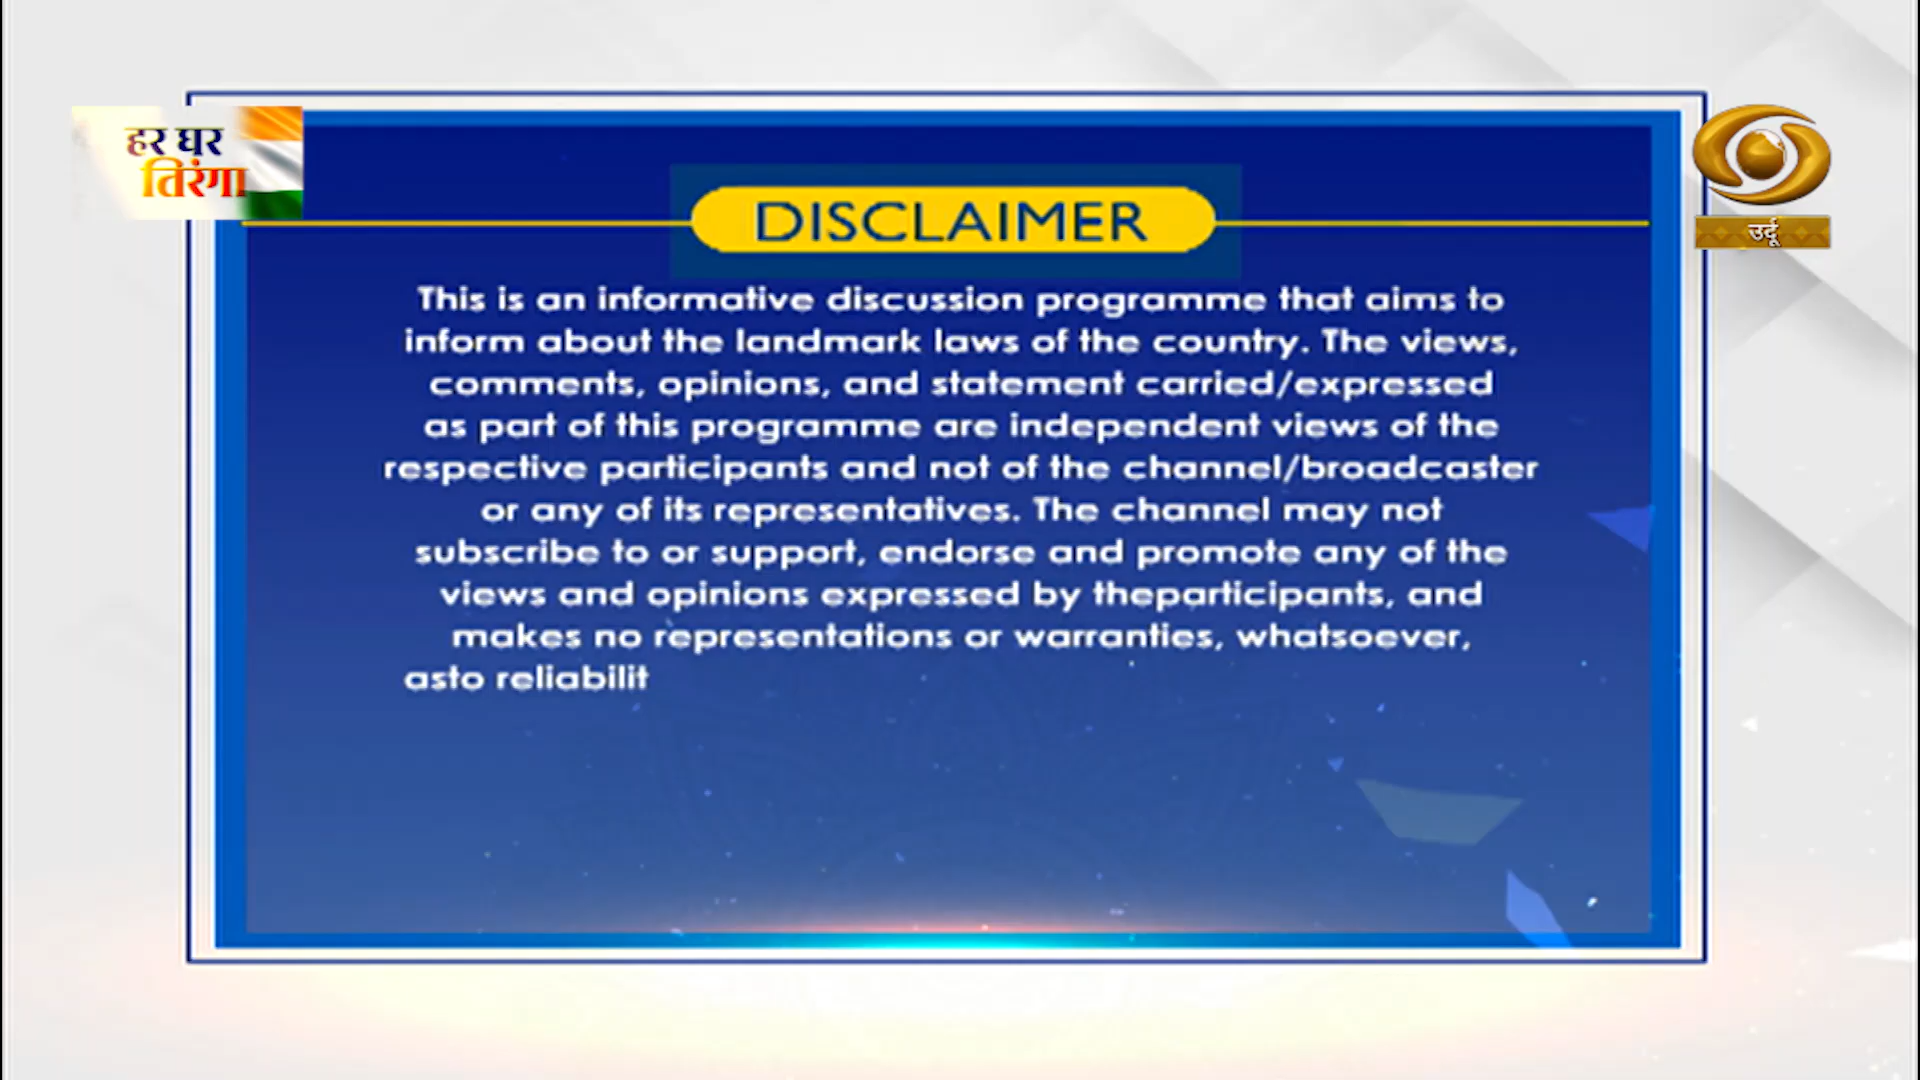 हर घर
तिरंगा
उर्दू
DISCLAIMER
This is an informative discussion programme that aims to
inform about the landmark laws of the country. The views,
comments, opinions, and statement carried/expressed
as part of this programme are independent views of the
respective participants and not of the channel/broadcaster
or any of its representatives. The channel may not
subscribe to or support, endorse and promote any of the
views and opinions expressed by theparticipants, and
makes no representations or warranties, whatsoever,
asto reliabilit